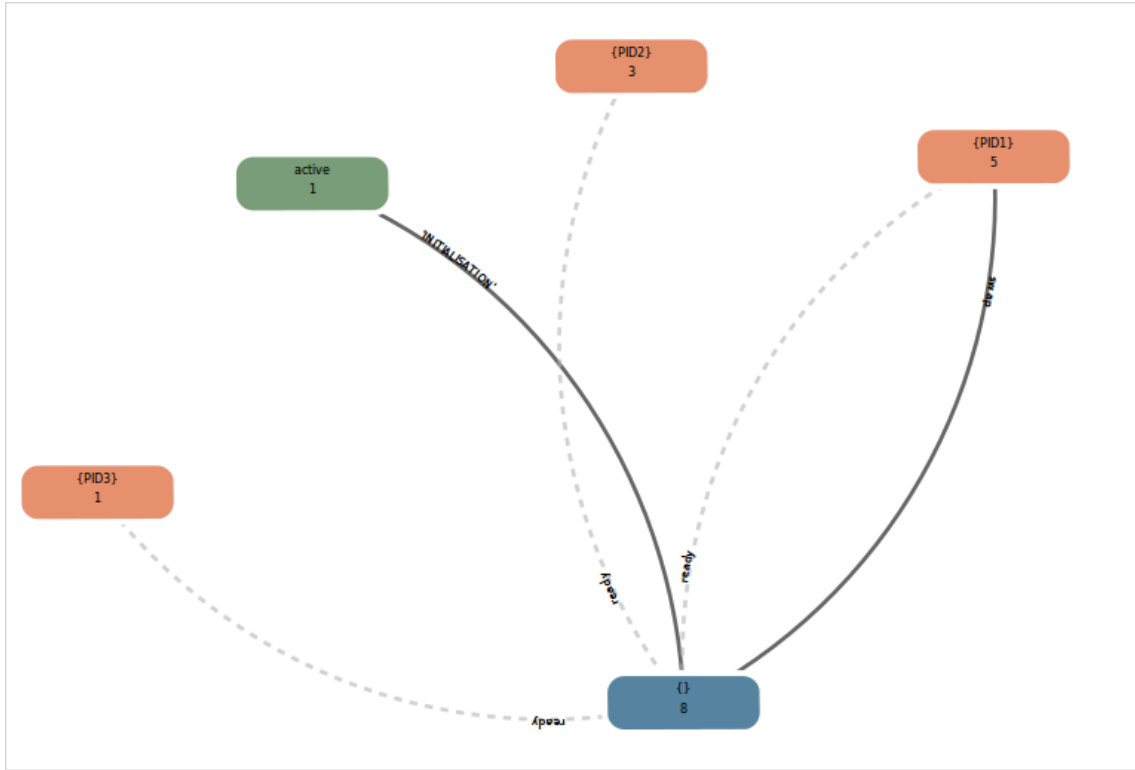 {PID2}
3
{PID1}
5
active
1
'INITIALISATION'
swap
{PID3}
1
ready
ready
{}
8
ready